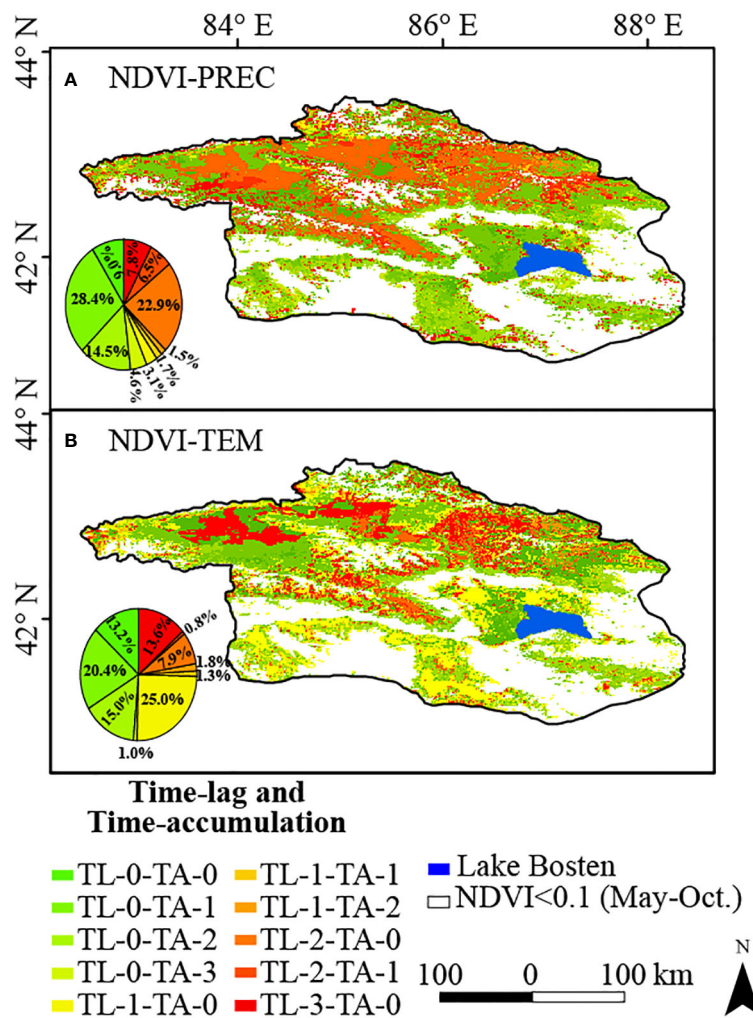 84° E 86° E 88° E
44° N
A NDVI-PREC
42° N
9.0%
7.8%
6.5%
28.4%
22.9%
14.5%
1.5%
1.7%
3.1%
4.6%
44° N
B NDVI-TEM
42° N
13.2%
13.6%
0.8%
7.9%
20.4%
1.8%
1.3%
15.0%
25.0%
1.0%
Time-lag and
Time-accumulation
TL-0-TA-0
TL-0-TA-1
TL-0-TA-2
TL-0-TA-3
TL-1-TA-0
TL-1-TA-1
TL-1-TA-2
TL-2-TA-0
TL-2-TA-1
TL-3-TA-0
Lake Bosten
NDVI<0.1 (May-Oct.)
100 0 100 km
N